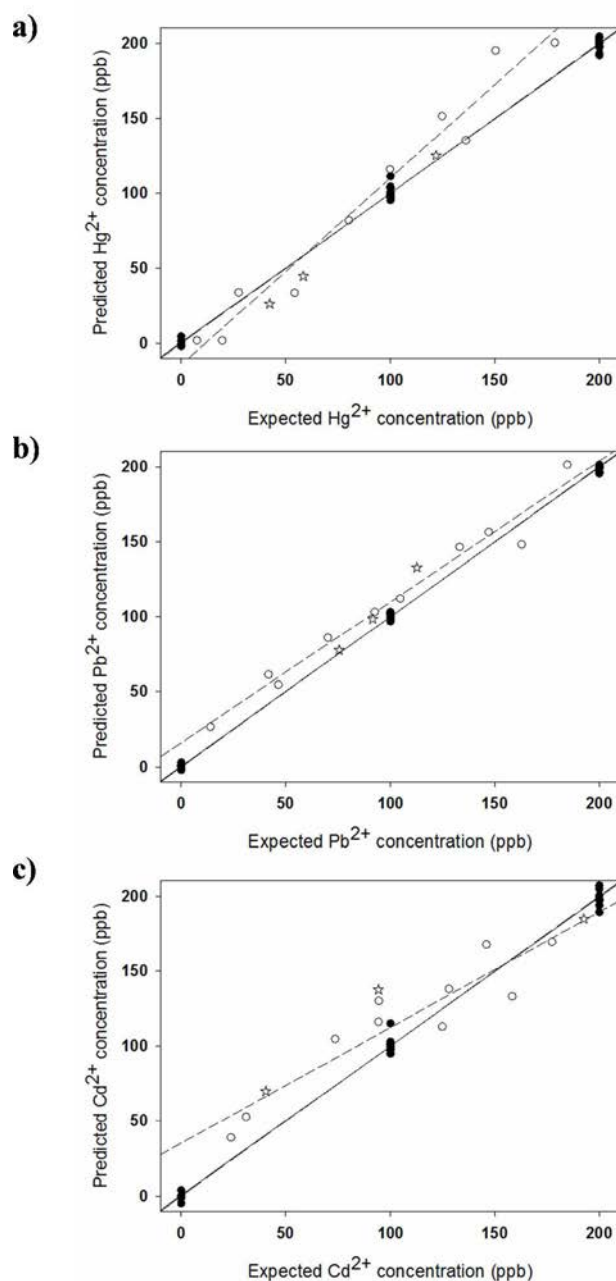 a)
Predicted Hg2+ concentration (ppb)
200
150
100
50
0
0 50 100 150 200
Expected Hg2+ concentration (ppb)
b)
Predicted Pb2+ concentration (ppb)
200
150
100
50
0
0 50 100 150 200
Expected Pb2+ concentration (ppb)
c)
Predicted Cd2+ concentration (ppb)
200
150
100
50
0
0 50 100 150 200
Expected Cd2+ concentration (ppb)